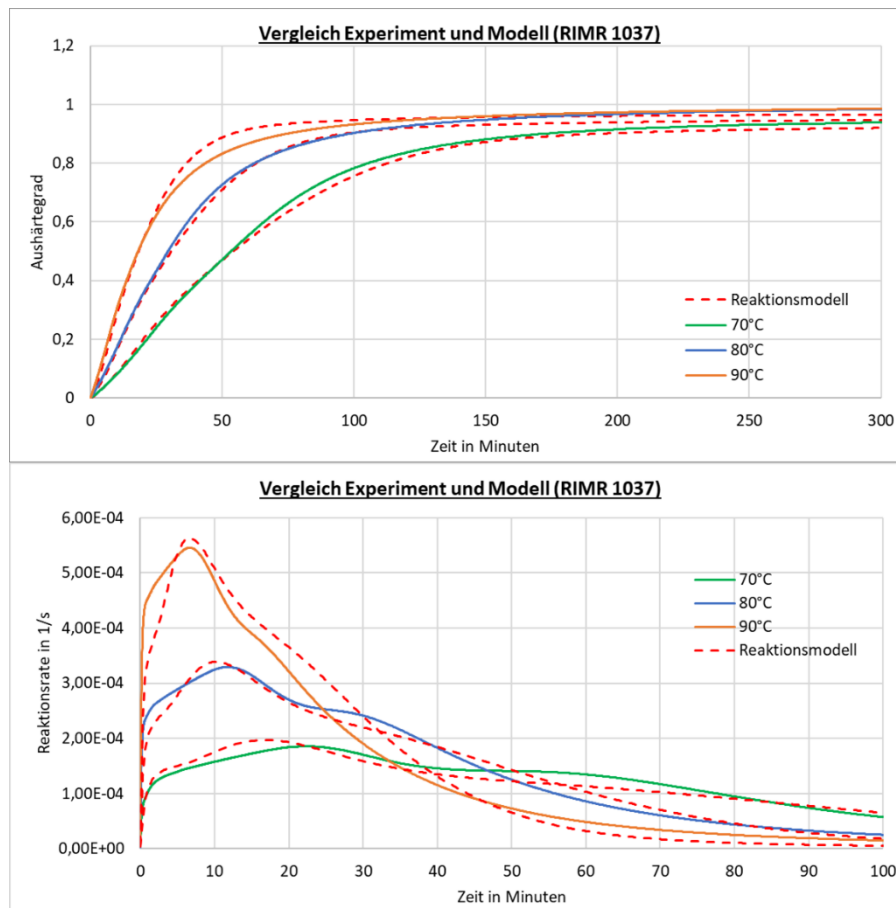 Vergleich Experiment und Modell (RIMR 1037)
1,2
1
0,8
0,6
0,4
0,2
0
Aushärtegrad
Reaktionsmodell
70°C
80°C
90°C
0 50 100 150 200 250 300
Zeit in Minuten
Vergleich Experiment und Modell (RIMR 1037)
6,00E-04
5,00E-04
4,00E-04
3,00E-04
2,00E-04
1,00E-04
0,00E+00
Reaktionsrate in 1/s
70°C
80°C
90°C
Reaktionsmodell
0 10 20 30 40 50 60 70 80 90 100
Zeit in Minuten